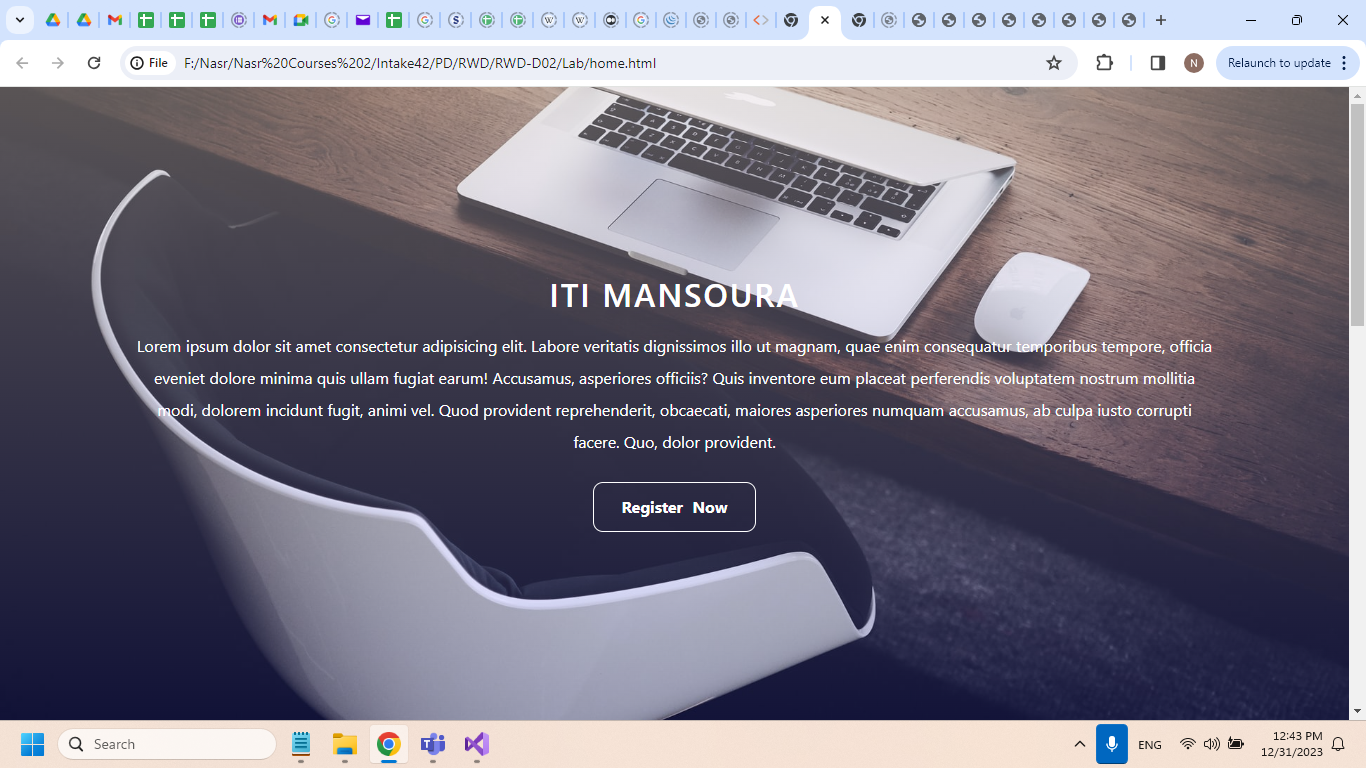 File
F:/Nasr/Nasr%20Courses%202/Intake42/PD/RWD/RWD-D02/Lab/home.html
N
Relaunch to update
ITI MANSOURA
Lorem ipsum dolor sit amet consectetur adipisicing elit. Labore veritatis dignissimos illo ut magnam, quae enim consequatur temporibus tempore, officia
eveniet dolore minima quis ullam fugiat earum! Accusamus, asperiores officiis? Quis inventore eum placeat perferendis voluptatem nostrum mollitia
modi, dolorem incidunt fugit, animi vel. Quod provident reprehenderit, obcaecati, maiores asperiores numquam accusamus, ab culpa iusto corrupti
facere. Quo, dolor provident.
Register Now
Search
ENG
12:43 PM
12/31/2023